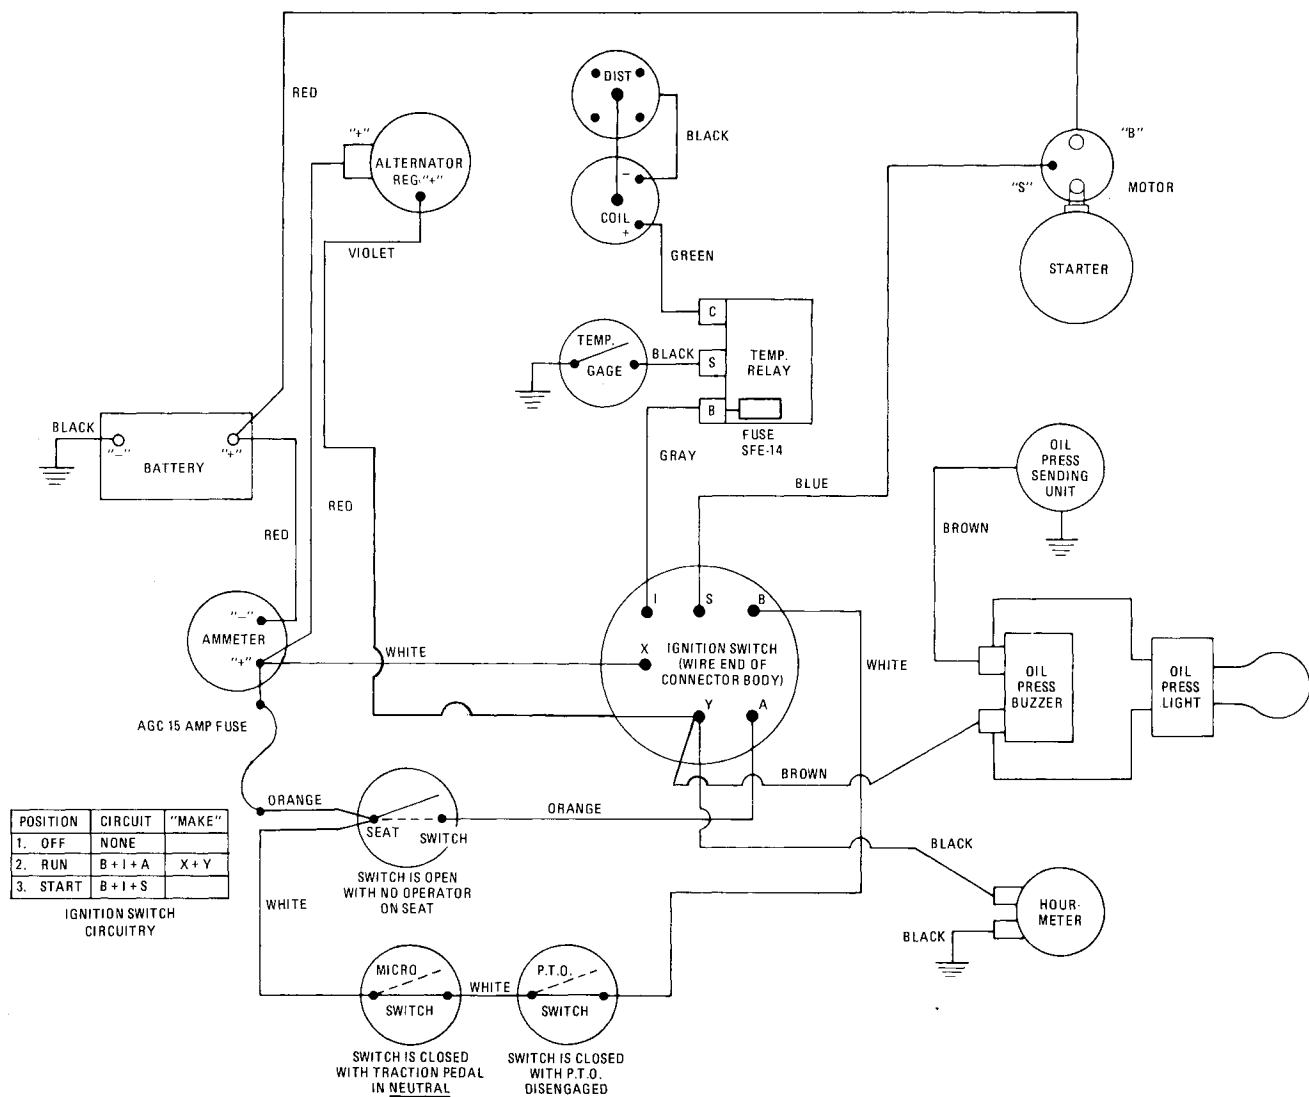 DIST
RED
BLACK
"+"
ALTERNATOR
REG."+"
"B"
"S"
MOTOR
–
COIL
+
VIOLET
GREEN
STARTER
C
TEMP.
GAGE
BLACK
S
TEMP.
RELAY
B
FUSE
SFE-14
BLACK
"–"
"+"
BATTERY
GRAY
OIL
PRESS
SENDING
UNIT
BLUE
RED
RED
BROWN
"–"
AMMETER
"+"
I
S
B
X
IGNITION SWITCH
(WIRE END OF
CONNECTOR BODY)
Y
A
WHITE
WHITE
OIL
PRESS
BUZZER
OIL
PRESS
LIGHT
AGC 15 AMP FUSE
BROWN
ORANGE
ORANGE
SEAT
SWITCH
SWITCH IS OPEN
WITH NO OPERATOR
ON SEAT
POSITION CIRCUIT "MAKE"
1. OFF NONE
2. RUN B+I+A X+Y
3. START B+I+S
IGNITION SWITCH
CIRCUITRY
BLACK
WHITE
HOUR-
METER
BLACK
MICRO
SWITCH
WHITE
P.T.O.
SWITCH
SWITCH IS CLOSED
WITH TRACTION PEDAL
IN NEUTRAL
SWITCH IS CLOSED
WITH P.T.O.
DISENGAGED